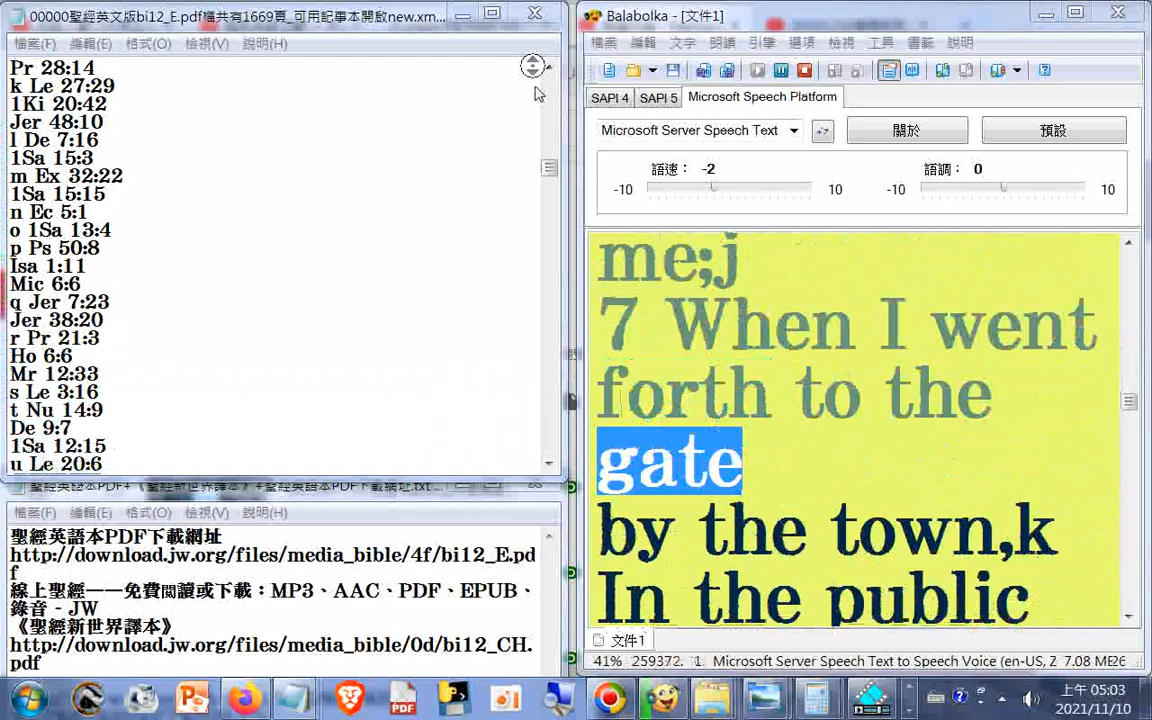 00000聖經英文版bi12_E.pdf檔共有1669頁_可用記事本開啟new.xm...
檔案(F) 編輯(E) 格式(O) 檢視(V) 說明(H)
Pr 28:14
k Le 27:29
1Ki 20:42
Jer 48:10
l De 7:16
1Sa 15:3
m Ex 32:22
1Sa 15:15
n Ec 5:1
o 1Sa 13:4
p Ps 50:8
Isa 1:11
Mic 6:6
q Jer 7:23
Jer 38:20
r Pr 21:3
Ho 6:6
Mr 12:33
s Le 3:16
t Nu 14:9
De 9:7
1Sa 12:15
u Le 20:6
聖經英語本PDF+《聖經新世界譯本》+聖經英語本PDF下載網址.txt ...
檔案(F) 編輯(E) 格式(O) 檢視(V) 說明(H)
聖經英語本PDF下載網址
http://download.jw.org/files/media_bible/4f/bi12_E.pd
f
線上聖經——免費閱讀或下載：MP3、AAC、PDF、EPUB、
錄音 - JW
《聖經新世界譯本》
http://download.jw.org/files/media_bible/0d/bi12_CH.
pdf
Balabolka - [文件1]
檔案 編輯 文字 朗讀 引擎 選項 檢視 工具 書籤 說明
SAPI 4 SAPI 5 Microsoft Speech Platform
Microsoft Server Speech Text 關於 預設
語速： -2 語調： 0
-10 10 -10 10
me;j
7 When I went
forth to the
gate
by the town,k
In the public
文件1
41% 259372. 1. Microsoft Server Speech Text to Speech Voice (en-US, Z 7.08 ME26
上午 05:03
2021/11/10